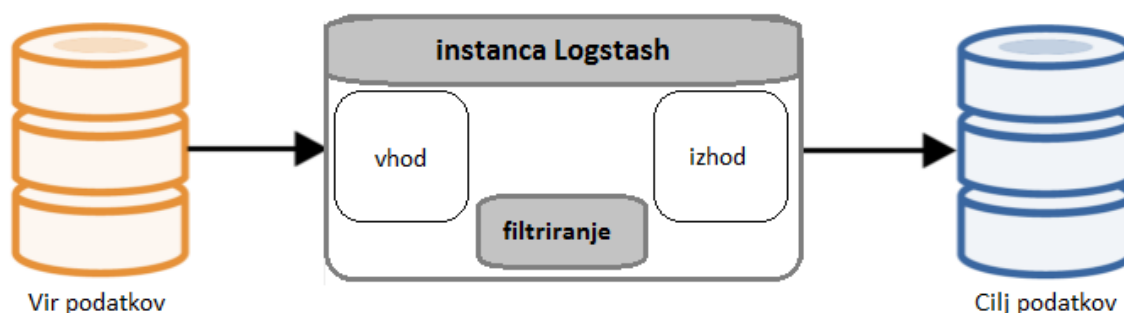 instanca Logstash
vhod
izhod
filtriranje
Vir podatkov
Cilj podatkov